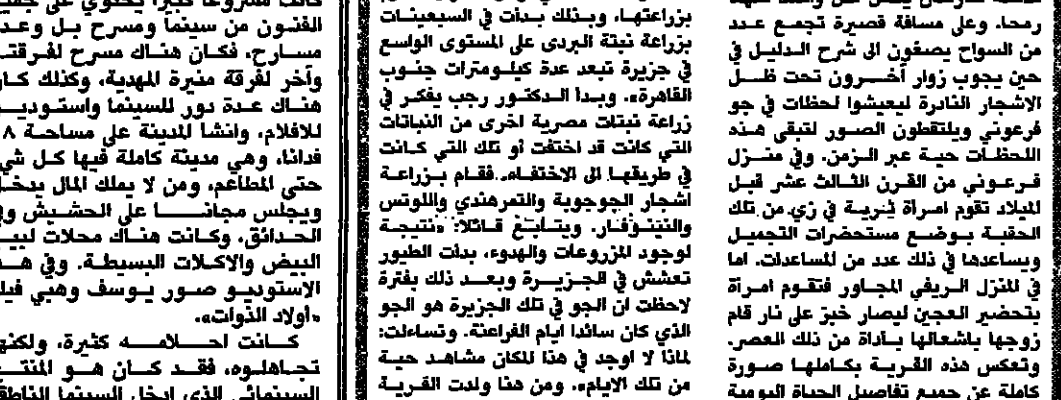 رمحا. وعلى مسافة قصيرة تجمع عدد
من السواح يصغون الى شرح الدليل في
حين يجوب زوار آخرون تحت ظل
الاشجار النادرة ليعيشوا لحظات في جو
فرعوني ويلتقطون الصور لتبقى هذه
اللحظات حية عبر الزمن. وفي منزل
فرعوني من القرن الثالث عشر قبل
الميلاد تقوم امرأة ثرية في زي من تلك
الحقبة بوضع مستحضرات التجميل
ويساعدها في ذلك عدد من المساعدات. اما
في المنزل الريفي المجاور فتقوم امرأة
بتحضير العجين ليصار خبز على نار قام
زوجها باشعالها بأداة من ذلك العصر.
وتعكس هذه القرية بكاملها صورة
كاملة عن جميع تفاصيل الحياة اليومية
بزراعتها، وبذلك بدأت في السبعينات
بزراعة نبتة البردى على المستوى الواسع
في جزيرة تبعد عدة كيلومترات جنوب
القاهرة». وبدأ الدكتور رجب يفكر في
زراعة نبتات مصرية اخرى من النباتات
التي كانت قد اختفت أو تلك التي كانت
في طريقها الى الاختفاء. فقام بزراعة
اشجار الجوجوبة والتمرهندي واللوتس
والنينوفار. ويتابع قائلا: «نتيجة
لوجود المزروعات والهدوء، بدأت الطيور
تعشش في الجزيرة وبعد ذلك بفترة
لاحظت ان الجو في تلك الجزيرة هو الجو
الذي كان سائدا ايام الفراعنة. وتساءلت:
لماذا لا اوجد في هذا المكان مشاهد حية
من تلك الايام». ومن هنا ولدت القرية
كانت مشروعا كبيرا يحتوي على
الفنون من سينما ومسرح بل وعد
مسارح، فكان هناك مسرح لفرقت
وآخر لفرقة منيرة المهدية، وكذلك كان
هناك عدة دور للسينما واستوديو
للافلام، وانشأ المدينة على مساحة ٨
فدانا، وهي مدينة كاملة فيها كل شي
حتى المطاعم، ومن لا يملك المال يدخل
ويجلس مجانا على الحشيش وفي
الحدائق، وكانت هناك محلات لبيع
البيض والاكلات البسيطة. وفي هذ
الاستوديو صور يوسف وهبي فيلم
«أولاد الذوات».
كانت احلامه كثيرة، ولكنه
تجاهلوه، فقد كان هو المنتج
السينمائي الذي ادخل السينما الناطقة